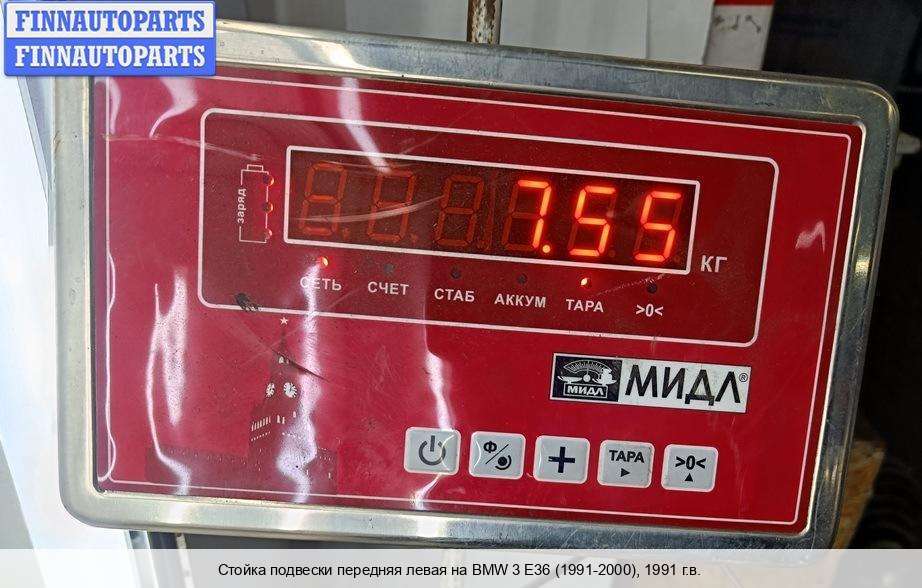 FINNAUTOPARTS
FINNAUTOPARTS
заряд
7.55
КГ
СЕТЬ СЧЕТ СТАБ АККУМ ТАРА >0<
МИДЛ МИДЛ®
Ф
ТАРА >0<
Стойка подвески передняя левая на BMW 3 E36 (1991-2000), 1991 г.в.